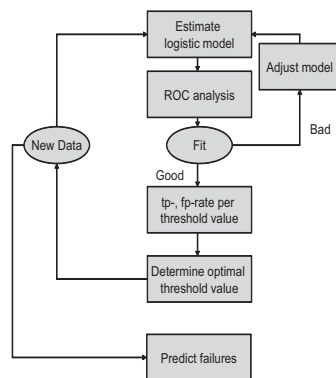 Estimate
logistic model
Adjust model
ROC analysis
New Data
Fit
Bad
Good
tp-, fp-rate per
threshold value
Determine optimal
threshold value
Predict failures